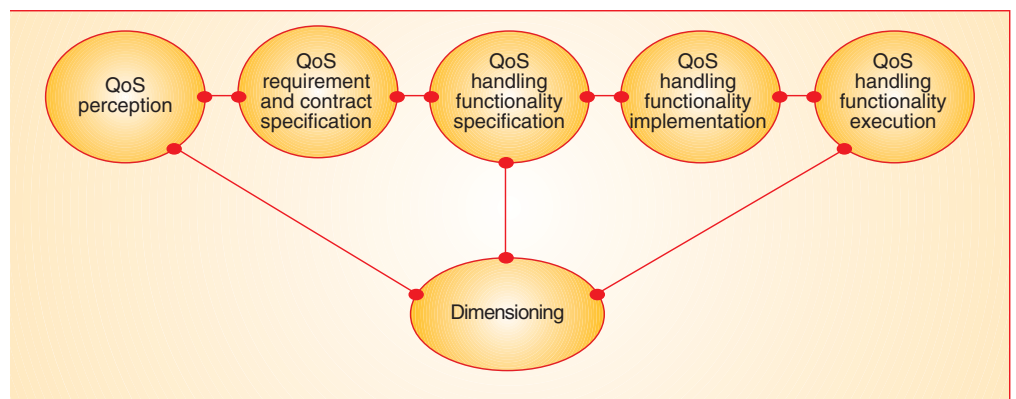 QoS
perception
QoS
requirement
and contract
specification
QoS
handling
functionality
specification
QoS
handling
functionality
implementation
QoS
handling
functionality
execution
Dimensioning